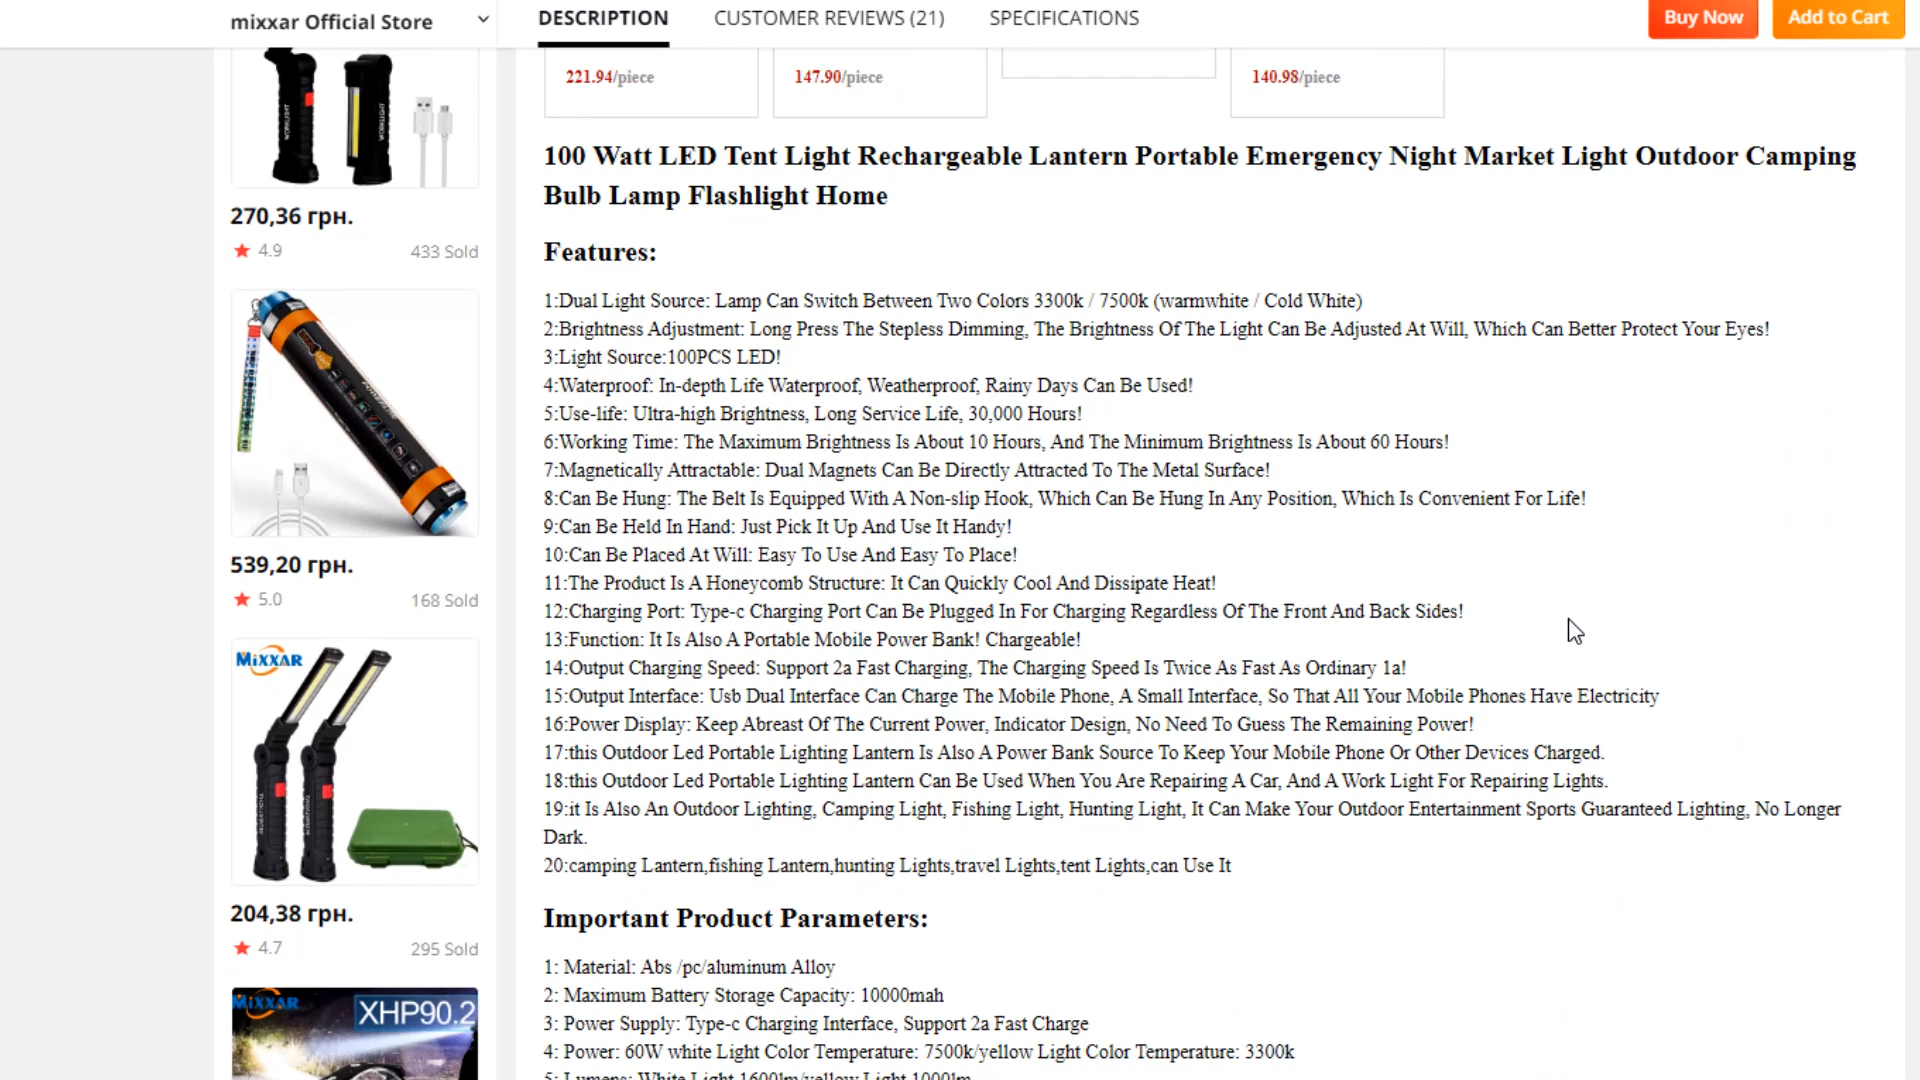 mixxar Official Store
DESCRIPTION
CUSTOMER REVIEWS (21)
SPECIFICATIONS
Buy Now
Add to Cart
WORKLIGHT
WORKLIGHT
270,36 грн.
4.9
433 Sold
539,20 грн.
5.0
168 Sold
MiXXAR
204,38 грн.
4.7
295 Sold
MiXXAR
XHP90.2
221.94/piece
147.90/piece
140.98/piece
100 Watt LED Tent Light Rechargeable Lantern Portable Emergency Night Market Light Outdoor Camping
Bulb Lamp Flashlight Home
Features:
1:Dual Light Source: Lamp Can Switch Between Two Colors 3300k / 7500k (warmwhite / Cold White)
2:Brightness Adjustment: Long Press The Stepless Dimming, The Brightness Of The Light Can Be Adjusted At Will, Which Can Better Protect Your Eyes!
3:Light Source:100PCS LED!
4:Waterproof: In-depth Life Waterproof, Weatherproof, Rainy Days Can Be Used!
5:Use-life: Ultra-high Brightness, Long Service Life, 30,000 Hours!
6:Working Time: The Maximum Brightness Is About 10 Hours, And The Minimum Brightness Is About 60 Hours!
7:Magnetically Attractable: Dual Magnets Can Be Directly Attracted To The Metal Surface!
8:Can Be Hung: The Belt Is Equipped With A Non-slip Hook, Which Can Be Hung In Any Position, Which Is Convenient For Life!
9:Can Be Held In Hand: Just Pick It Up And Use It Handy!
10:Can Be Placed At Will: Easy To Use And Easy To Place!
11:The Product Is A Honeycomb Structure: It Can Quickly Cool And Dissipate Heat!
12:Charging Port: Type-c Charging Port Can Be Plugged In For Charging Regardless Of The Front And Back Sides!
13:Function: It Is Also A Portable Mobile Power Bank! Chargeable!
14:Output Charging Speed: Support 2a Fast Charging, The Charging Speed Is Twice As Fast As Ordinary 1a!
15:Output Interface: Usb Dual Interface Can Charge The Mobile Phone, A Small Interface, So That All Your Mobile Phones Have Electricity
16:Power Display: Keep Abreast Of The Current Power, Indicator Design, No Need To Guess The Remaining Power!
17:this Outdoor Led Portable Lighting Lantern Is Also A Power Bank Source To Keep Your Mobile Phone Or Other Devices Charged.
18:this Outdoor Led Portable Lighting Lantern Can Be Used When You Are Repairing A Car, And A Work Light For Repairing Lights.
19:it Is Also An Outdoor Lighting, Camping Light, Fishing Light, Hunting Light, It Can Make Your Outdoor Entertainment Sports Guaranteed Lighting, No Longer
Dark.
20:camping Lantern,fishing Lantern,hunting Lights,travel Lights,tent Lights,can Use It
Important Product Parameters:
1: Material: Abs /pc/aluminum Alloy
2: Maximum Battery Storage Capacity: 10000mah
3: Power Supply: Type-c Charging Interface, Support 2a Fast Charge
4: Power: 60W white Light Color Temperature: 7500k/yellow Light Color Temperature: 3300k
5: Lumens: White Light 1600lm/yellow Light 1000lm